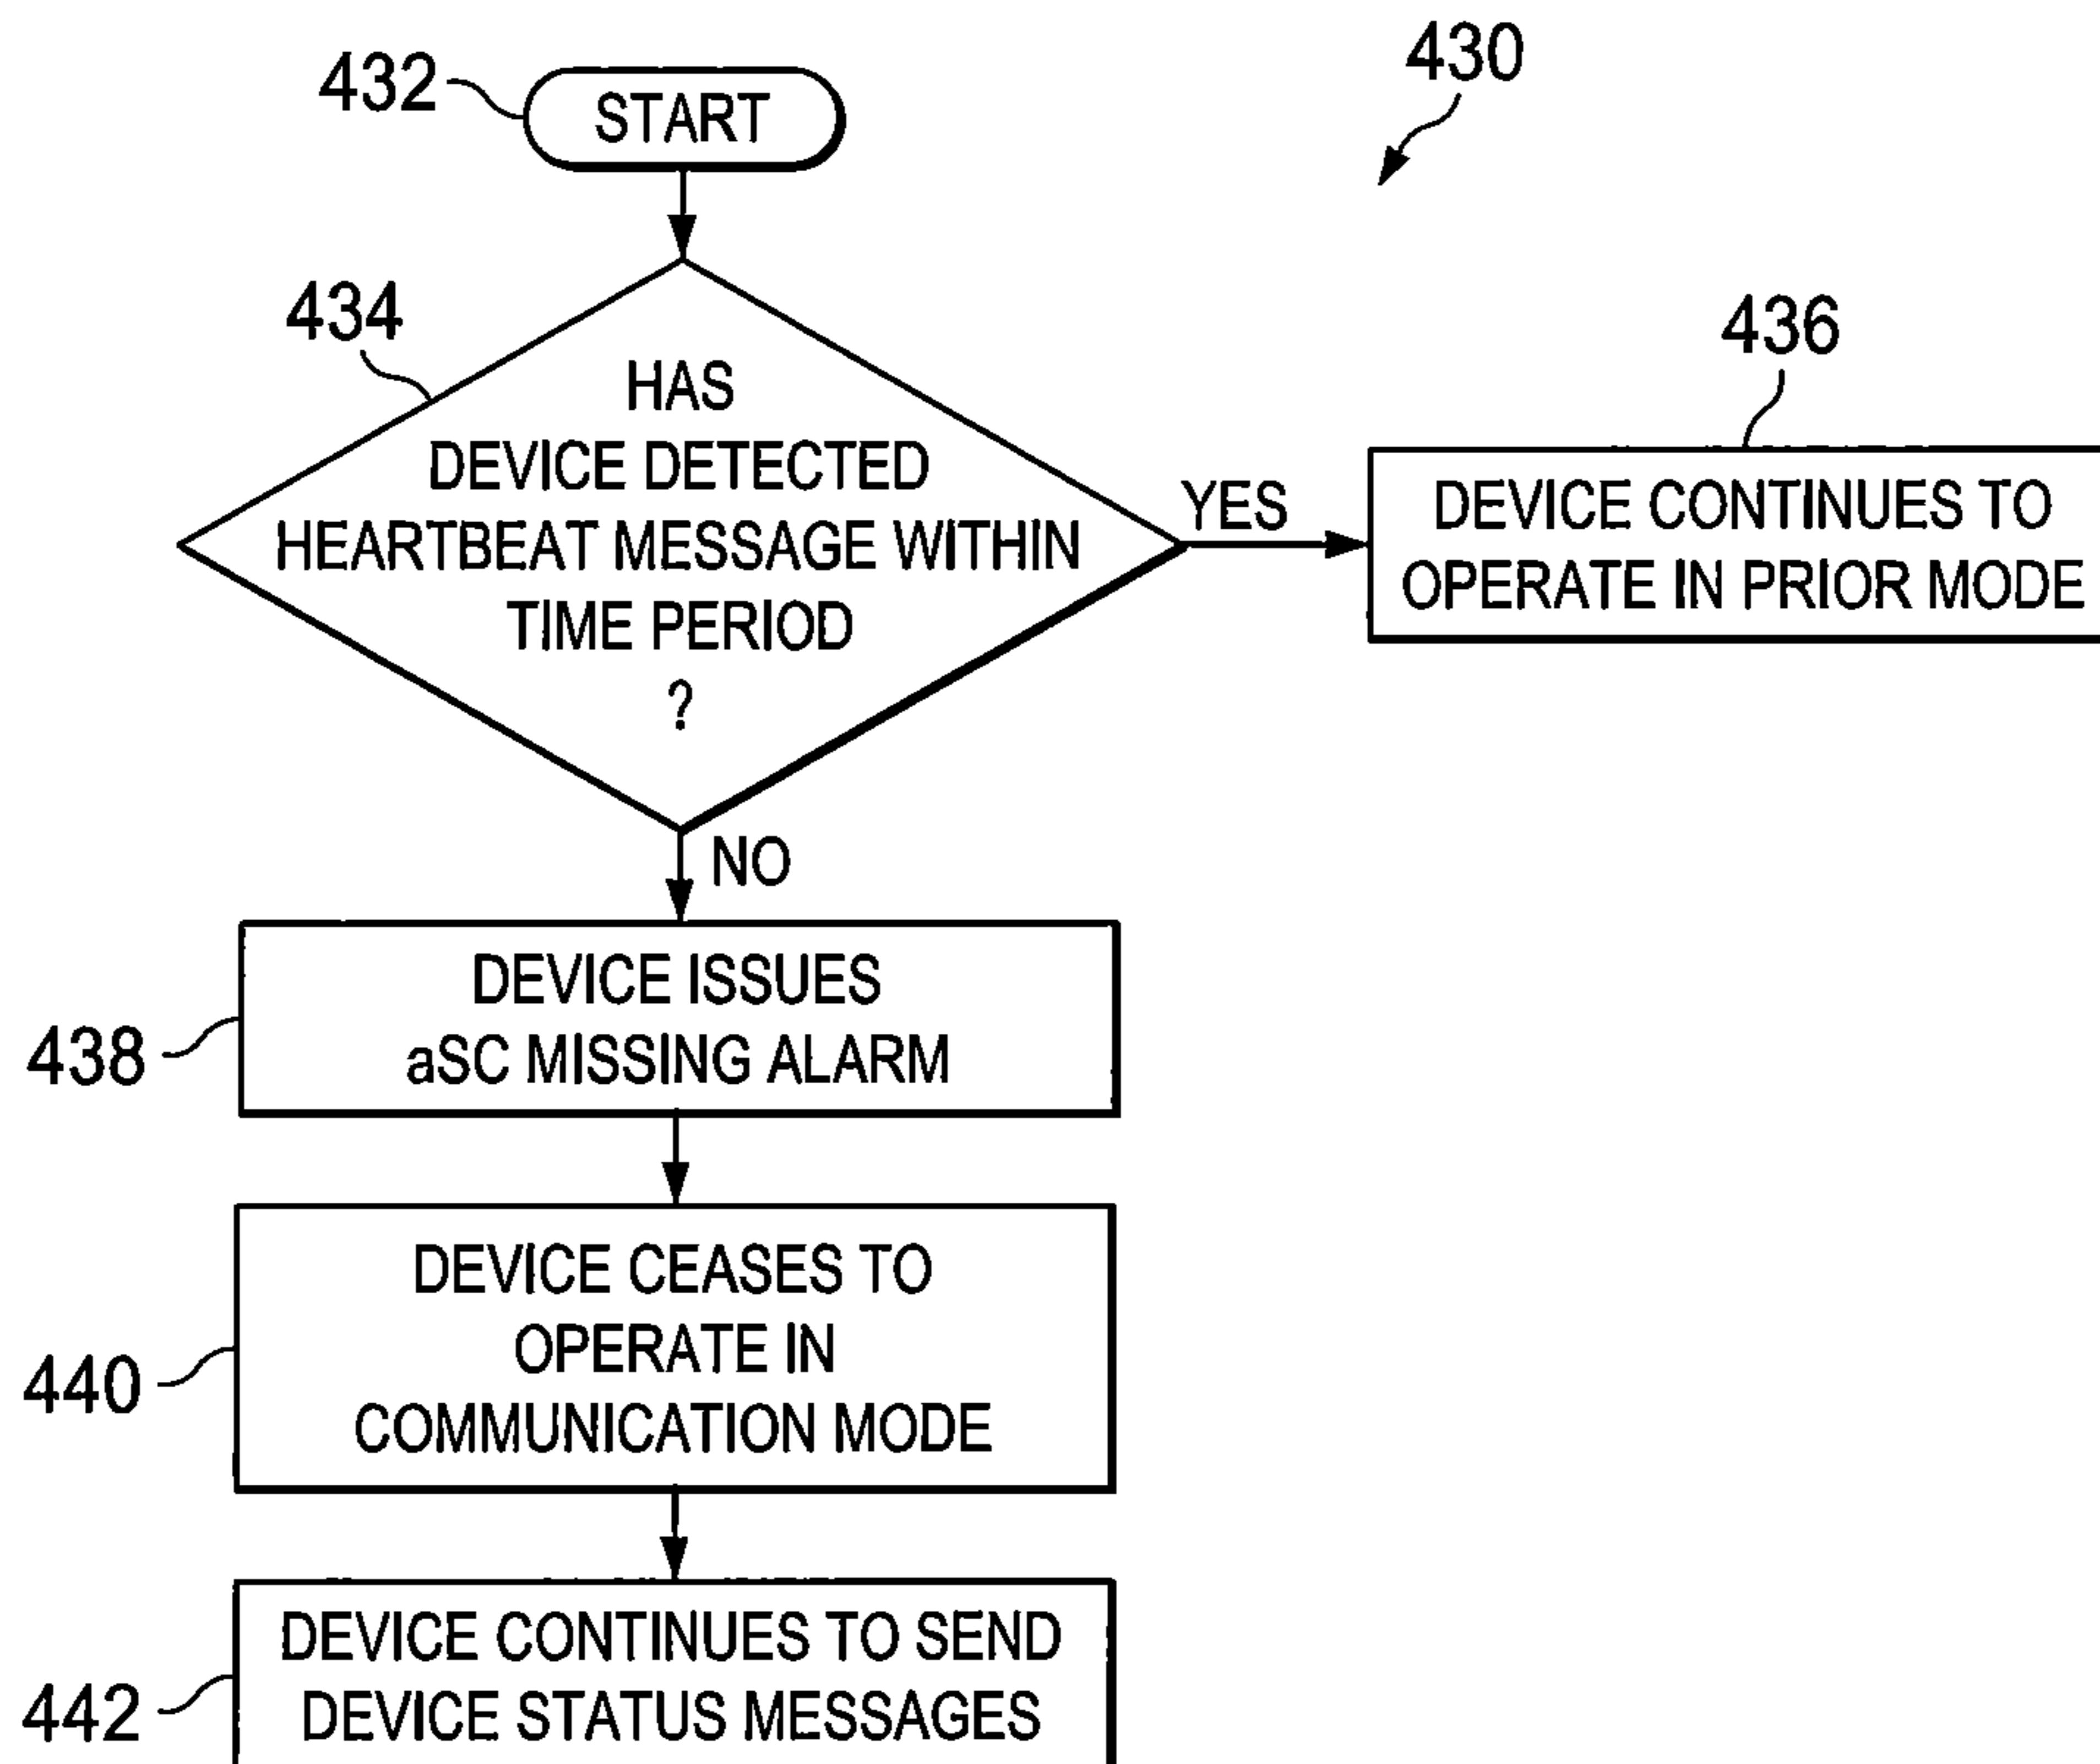 432
START
430
434
HAS
DEVICE DETECTED
HEARTBEAT MESSAGE WITHIN
TIME PERIOD
?
YES
436
DEVICE CONTINUES TO
OPERATE IN PRIOR MODE
NO
438
DEVICE ISSUES
aSC MISSING ALARM
440
DEVICE CEASES TO
OPERATE IN
COMMUNICATION MODE
442
DEVICE CONTINUES TO SEND
DEVICE STATUS MESSAGES